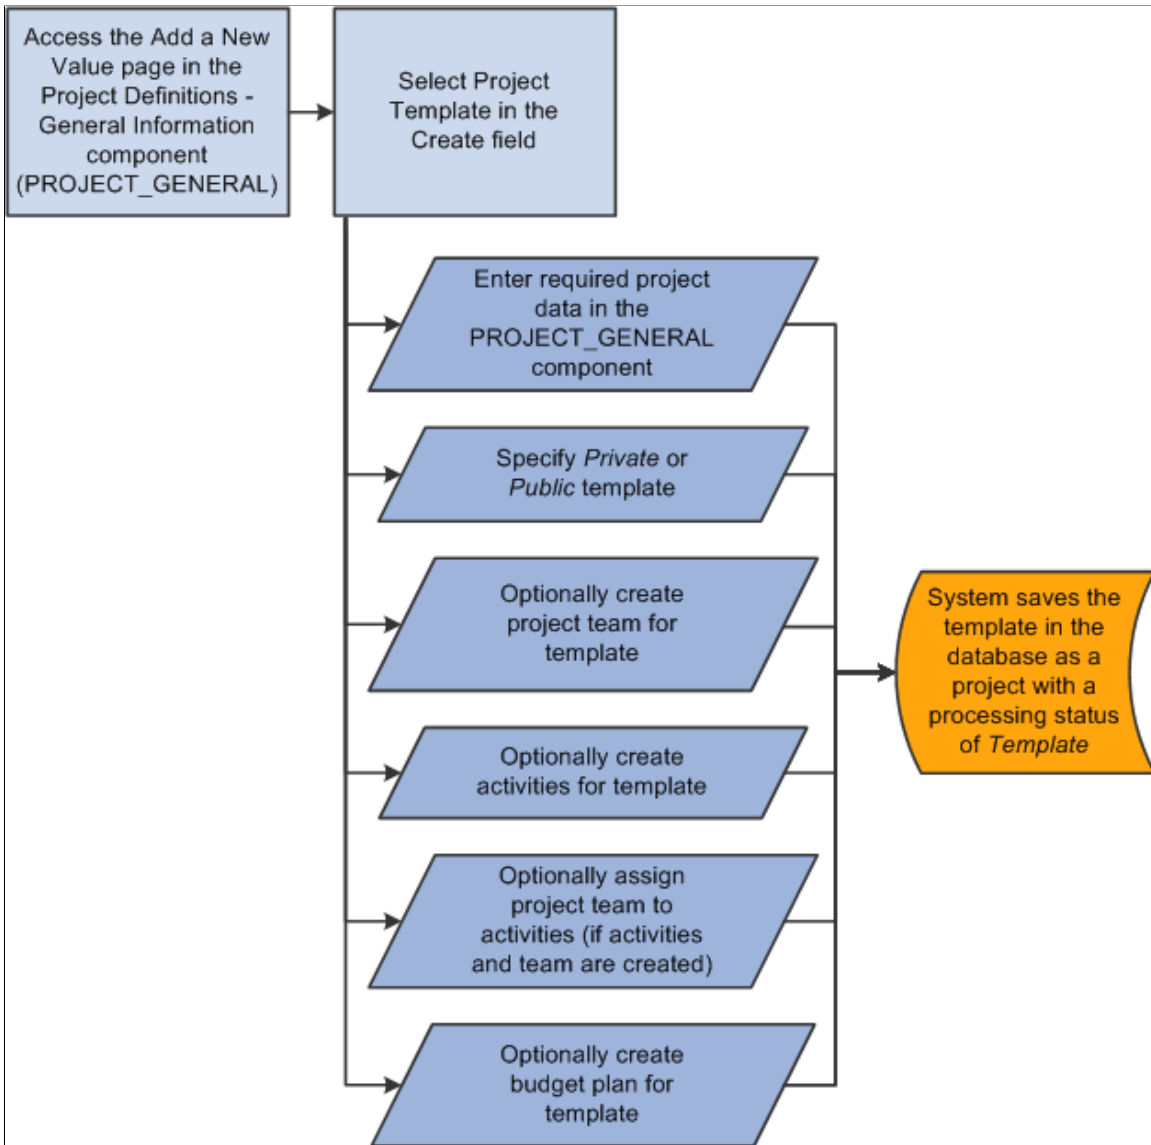 Access the Add a New
Value page in the
Project Definitions -
General Information
component
(PROJECT_GENERAL)
Select Project
Template in the
Create field
Enter required project
data in the
PROJECT_GENERAL
component
Specify Private or
Public template
Optionally create
project team for
template
Optionally create
activities for template
Optionally assign
project team to
activities (if activities
and team are created)
Optionally create
budget plan for
template
System saves the
template in the
database as a
project with a
processing status
of Template